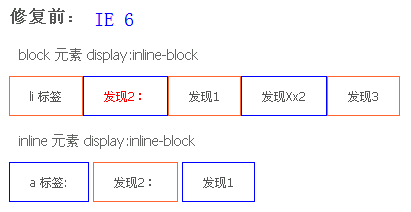 修复前： IE 6
block 元素 display:inline-block
li 标签 发现2： 发现1 发现Xx2 发现3
inline 元素 display:inline-block
a 标签: 发现2： 发现1